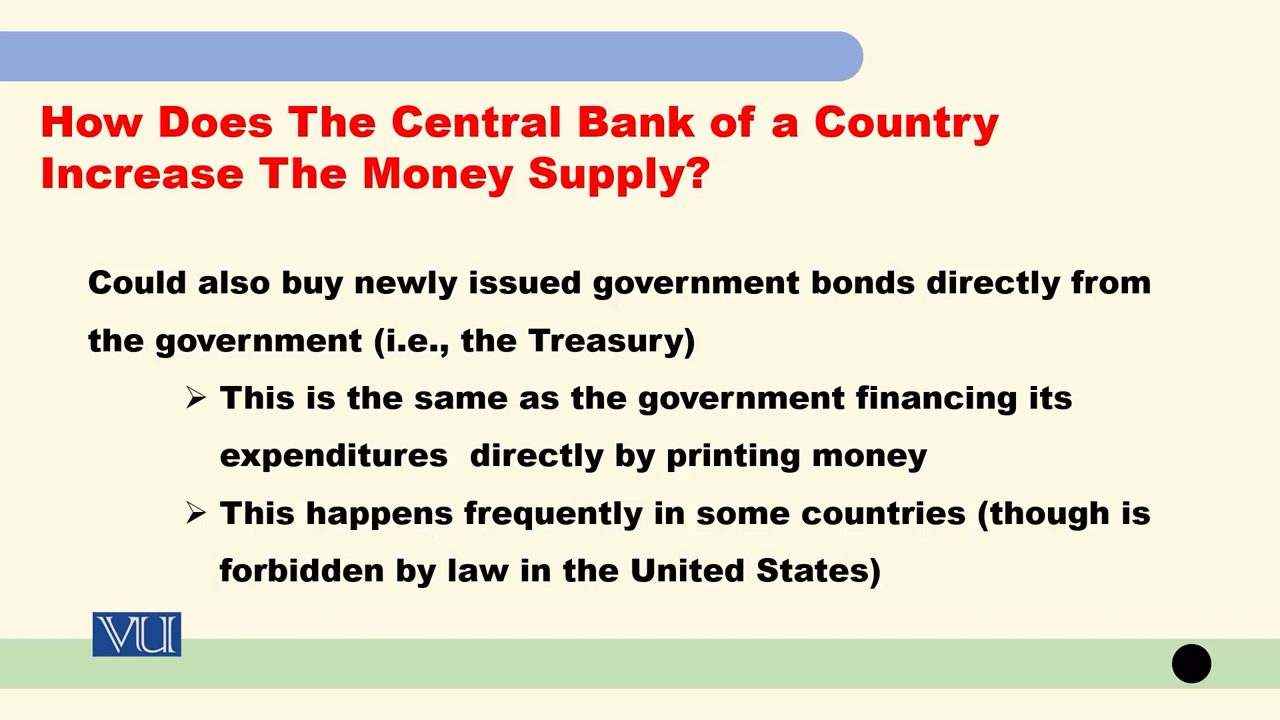 How Does The Central Bank of a Country
Increase The Money Supply?
Could also buy newly issued government bonds directly from
the government (i.e., the Treasury)
➢ This is the same as the government financing its
expenditures directly by printing money
➢ This happens frequently in some countries (though is
forbidden by law in the United States)
VU